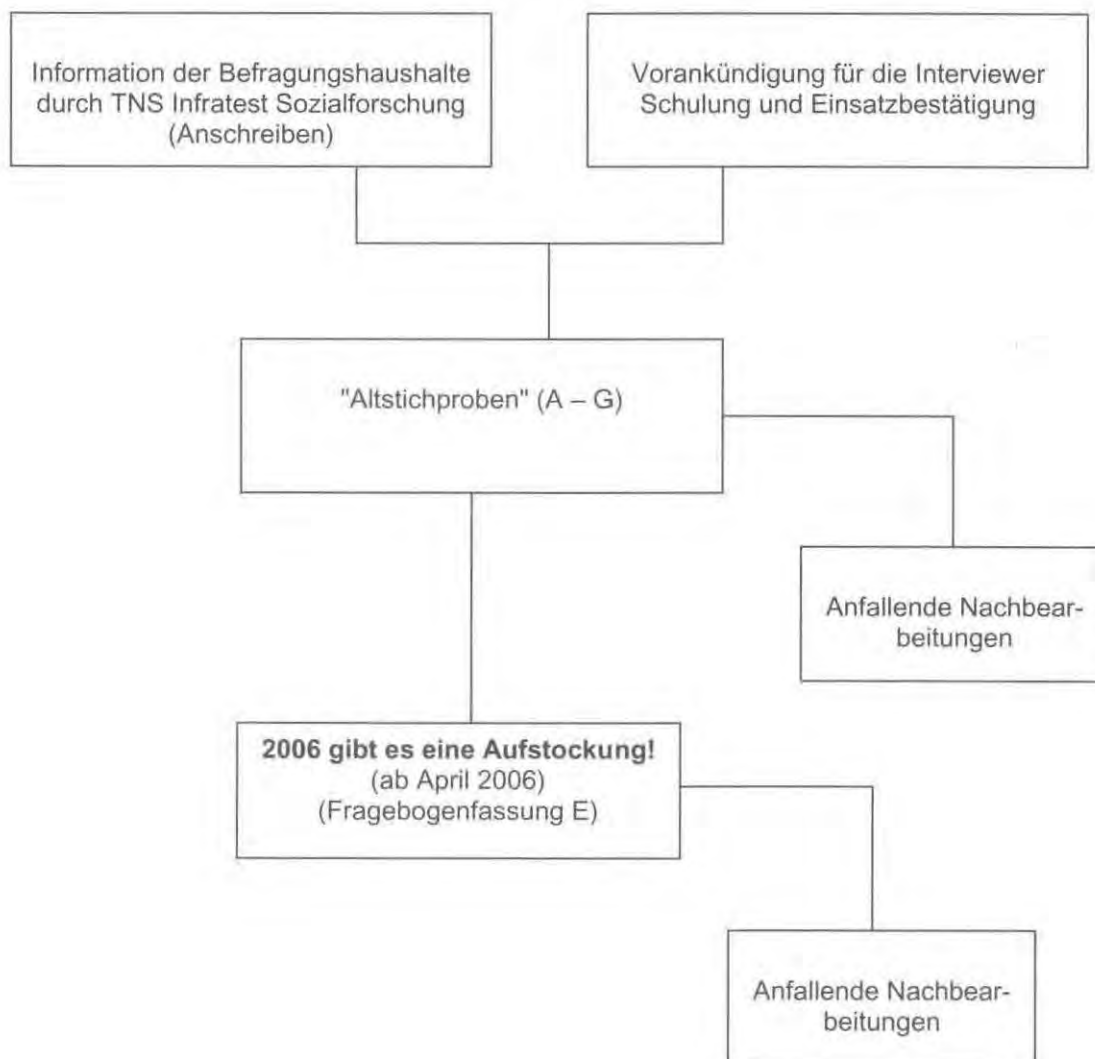 Information der Befragungshaushalte
durch TNS Infratest Sozialforschung
(Anschreiben)
Vorankündigung für die Interviewer
Schulung und Einsatzbestätigung
"Altstichproben" (A – G)
Anfallende Nachbear-
beitungen
2006 gibt es eine Aufstockung!
(ab April 2006)
(Fragebogenfassung E)
Anfallende Nachbear-
beitungen